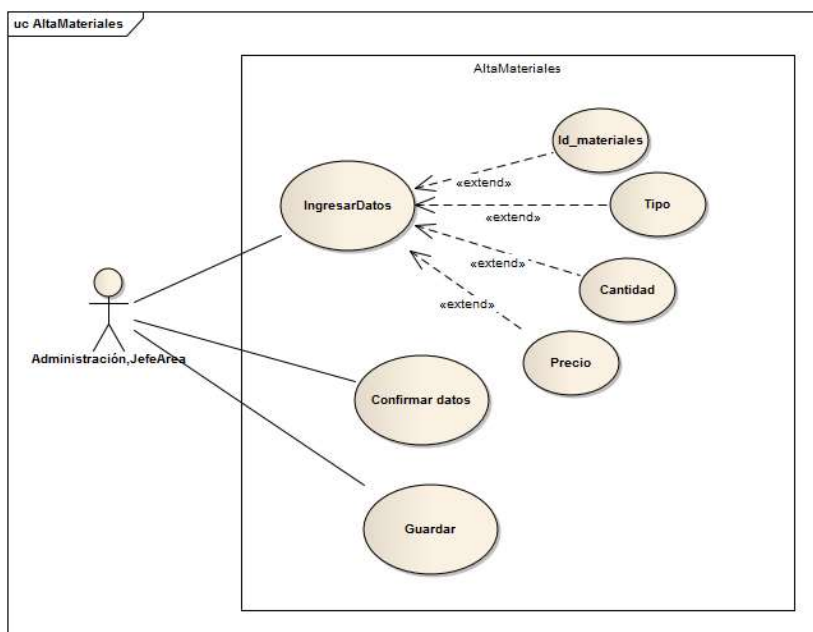 uc AltaMateriales
AltaMateriales
Id_materiales
«extend»
IngresarDatos
Tipo
«extend»
«extend»
Cantidad
«extend»
Administración,JefeArea
Precio
Confirmar datos
Guardar